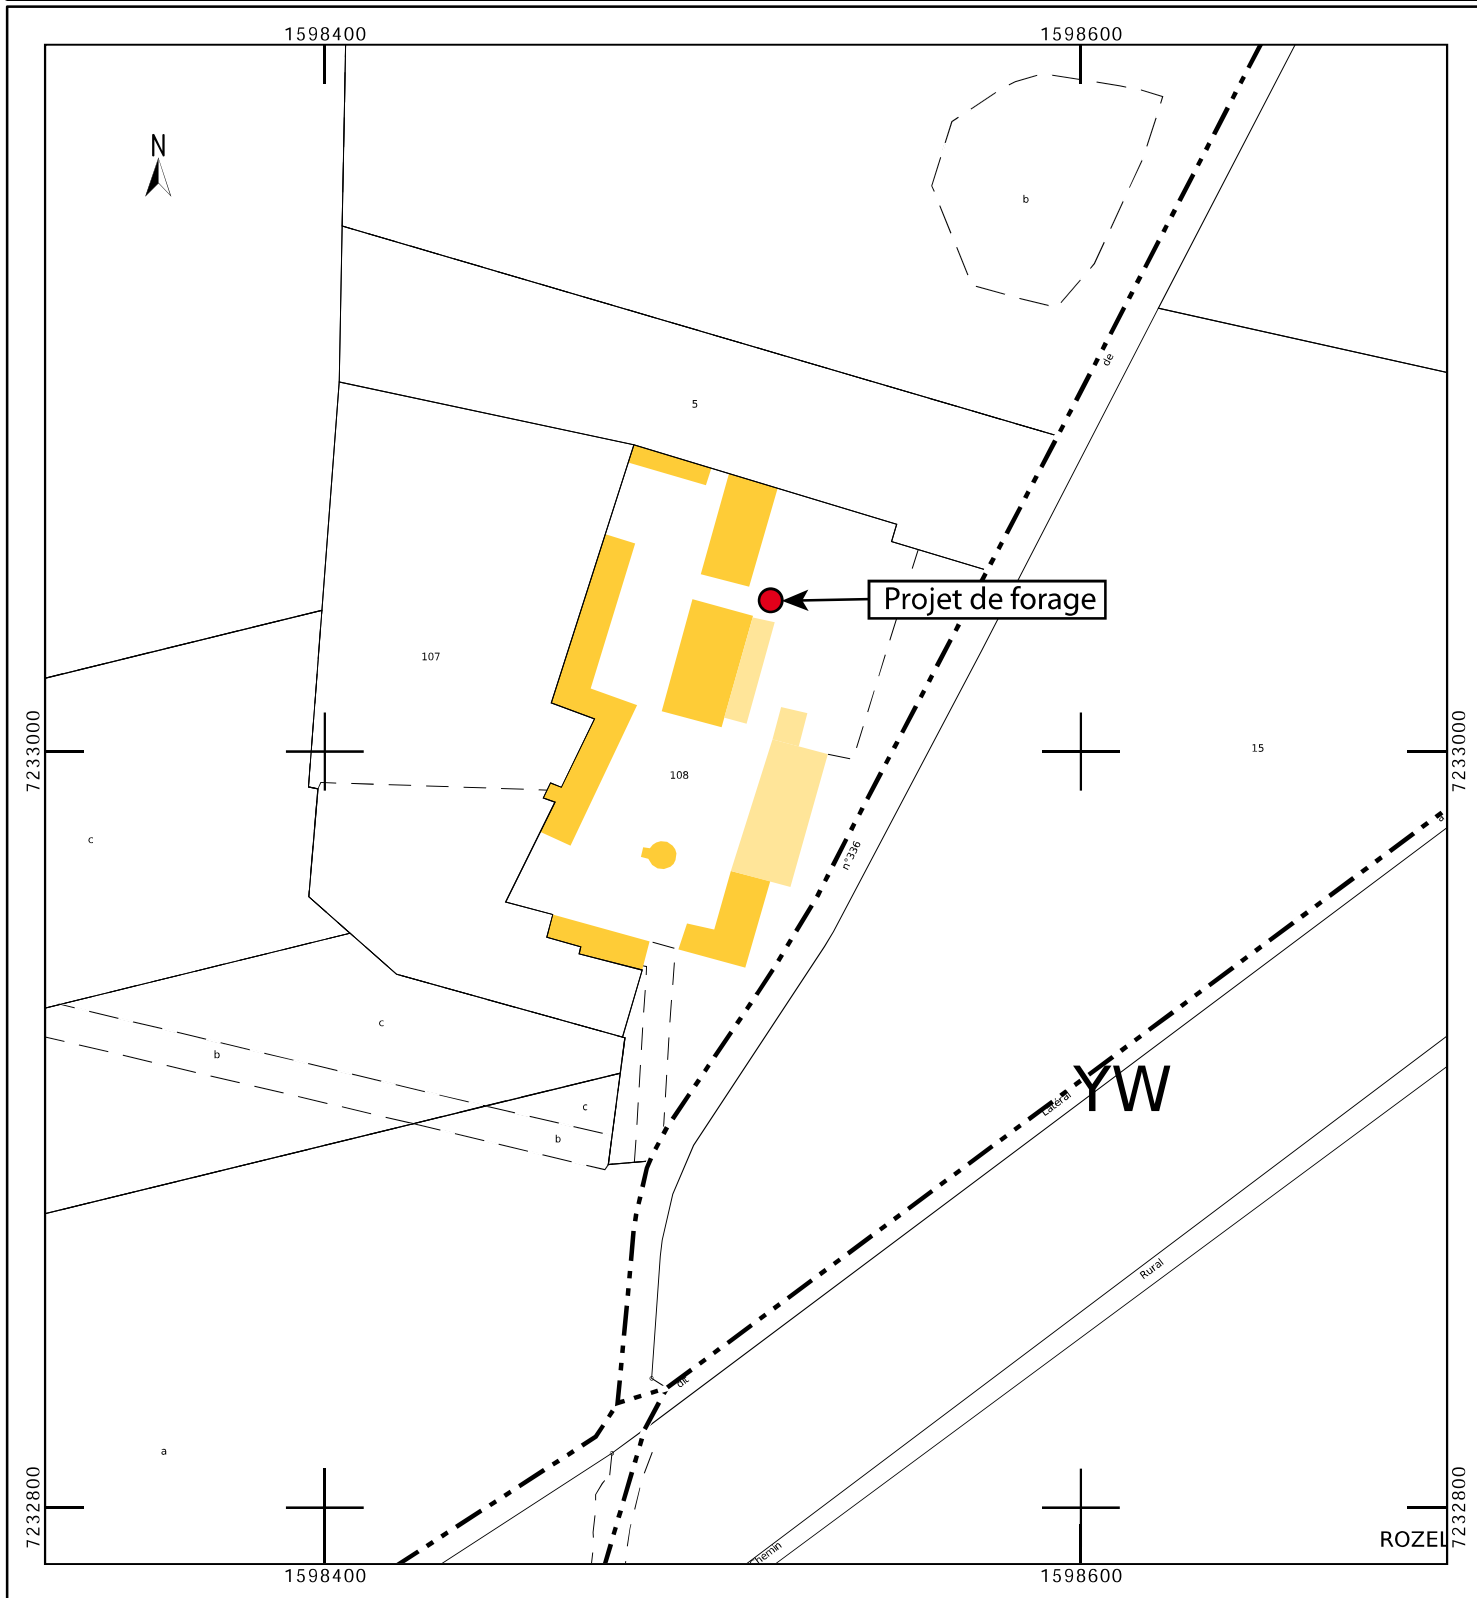 1598400
1598600
N
b
de
5
Projet de forage
107
7233000
7233000
15
108
a
c
n°336
c
b
YW
Latéral
c
b
Rural
dit
a
7232800
7232800
ROZEL
Chemin
1598400
1598600